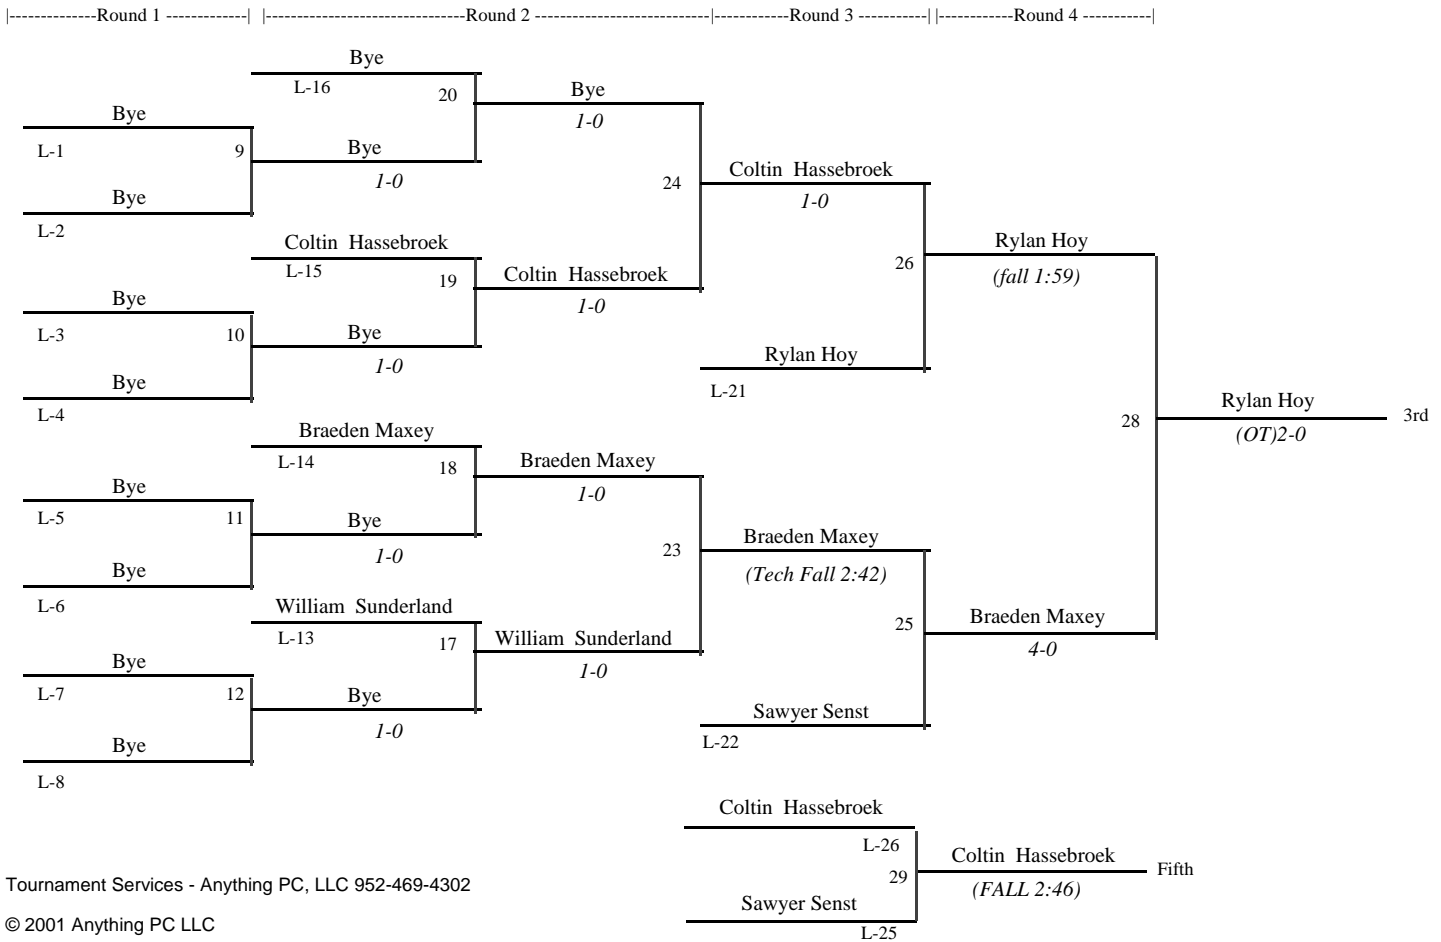 |---------------Round 1 --------------| |-----------------------------------Round 2 ------------------------------| |-------------Round 3 ------------| |-------------Round 4 ------------|
Bye
L-16
20
Bye
1-0
Bye
L-1
9
Bye
1-0
Bye
L-2
24
Coltin Hassebroek
1-0
Coltin Hassebroek
L-15
19
Coltin Hassebroek
1-0
26
Rylan Hoy
(fall 1:59)
Bye
L-3
10
Bye
1-0
Bye
L-4
Rylan Hoy
L-21
28
Rylan Hoy
(OT)2-0
3rd
Braeden Maxey
L-14
18
Braeden Maxey
1-0
Bye
L-5
11
Bye
1-0
Bye
L-6
23
Braeden Maxey
(Tech Fall 2:42)
William Sunderland
L-13
17
William Sunderland
1-0
25
Braeden Maxey
4-0
Bye
L-7
12
Bye
1-0
Bye
L-8
Sawyer Senst
L-22
Coltin Hassebroek
L-26
29
Coltin Hassebroek
(FALL 2:46)
Fifth
Sawyer Senst
L-25
Tournament Services - Anything PC, LLC 952-469-4302
© 2001 Anything PC LLC